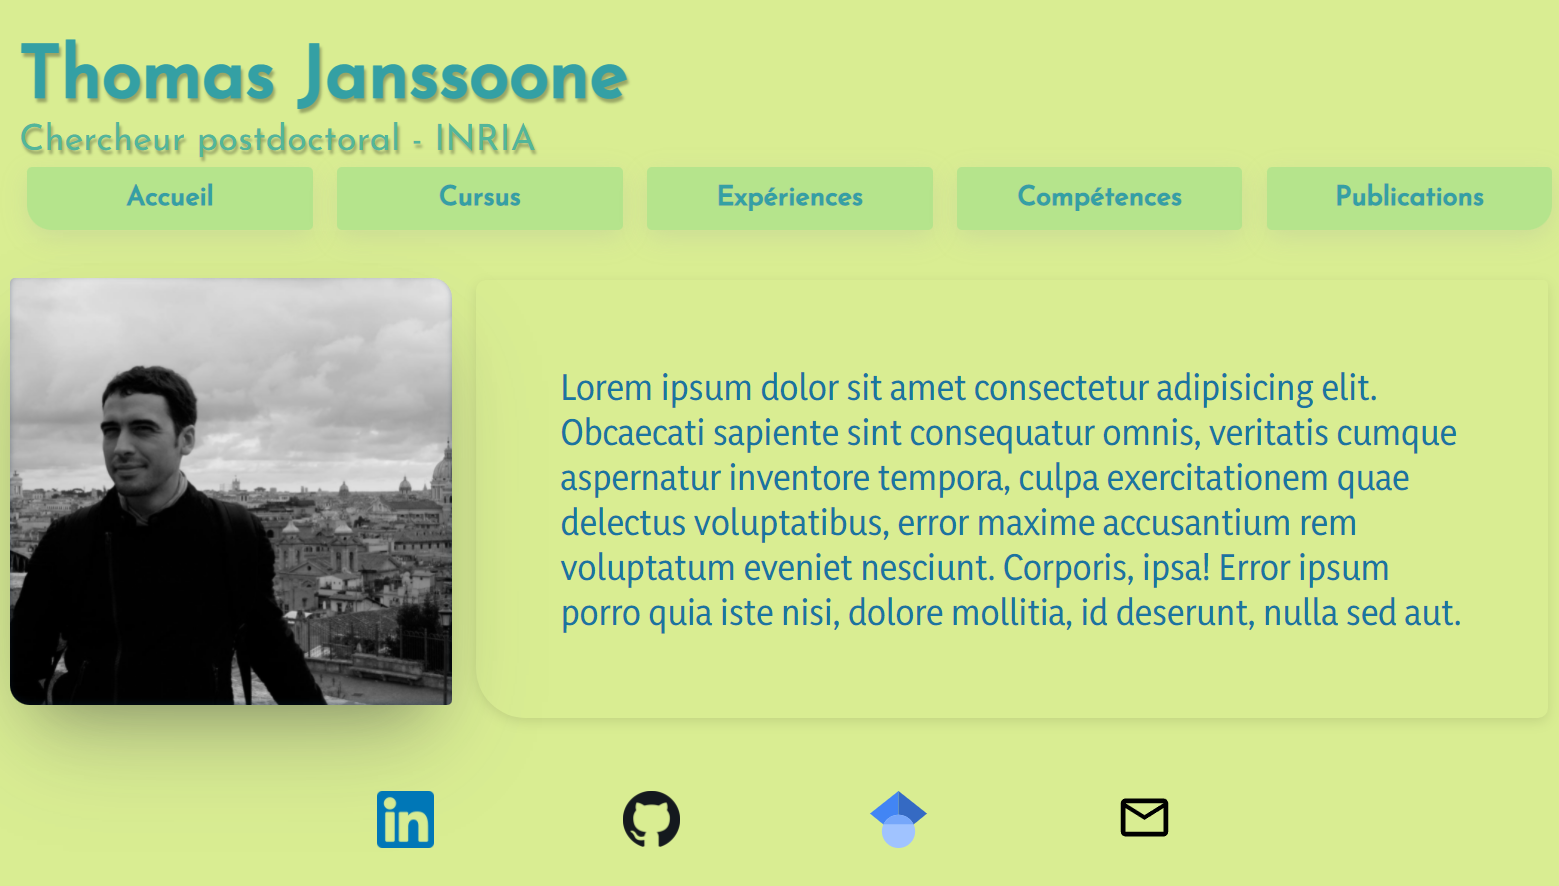 Thomas Janssoone
Chercheur postdoctoral - INRIA
Accueil
Cursus
Expériences
Compétences
Publications
Lorem ipsum dolor sit amet consectetur adipisicing elit.
Obcaecati sapiente sint consequatur omnis, veritatis cumque
aspernatur inventore tempora, culpa exercitationem quae
delectus voluptatibus, error maxime accusantium rem
voluptatum eveniet nesciunt. Corporis, ipsa! Error ipsum
porro quia iste nisi, dolore mollitia, id deserunt, nulla sed aut.
in